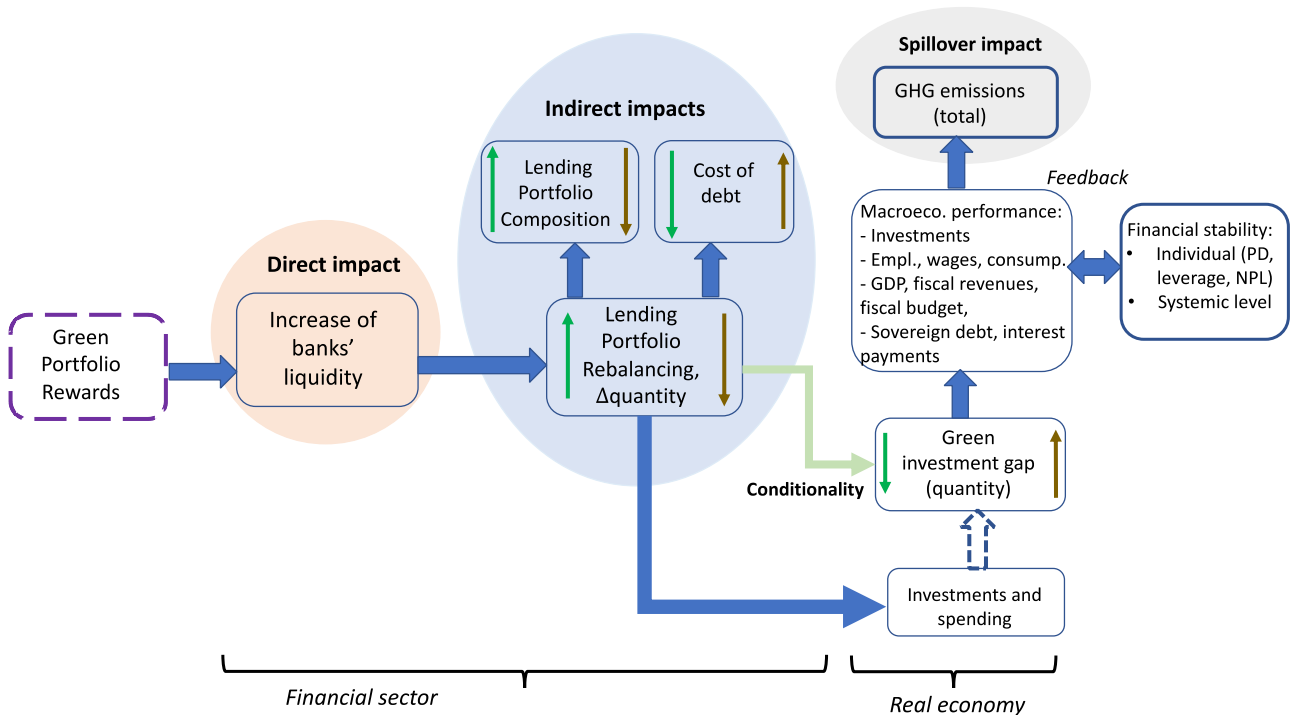 Green
Portfolio
Rewards
Direct impact
Increase of
banks’
liquidity
Indirect impacts
Lending
Portfolio
Composition
Cost of
debt
Lending
Portfolio
Rebalancing,
Δquantity
Conditionality
Spillover impact
GHG emissions
(total)
Feedback
Macroeco. performance:
- Investments
- Empl., wages, consump.
- GDP, fiscal revenues,
fiscal budget,
- Sovereign debt, interest
payments
Financial stability:
• Individual (PD,
leverage, NPL)
• Systemic level
Green
investment gap
(quantity)
Investments and
spending
Financial sector
Real economy